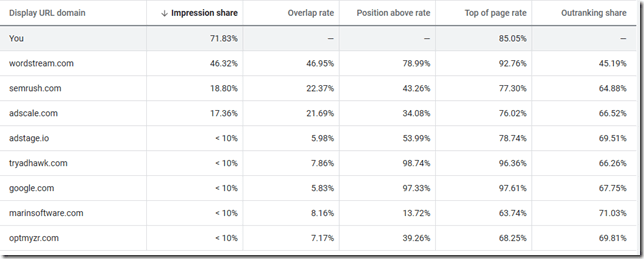 Display URL domain ↓ Impression share Overlap rate Position above rate Top of page rate Outranking share
You 71.83% — — 85.05% —
wordstream.com 46.32% 46.95% 78.99% 92.76% 45.19%
semrush.com 18.80% 22.37% 43.26% 77.30% 64.88%
adscale.com 17.36% 21.69% 34.08% 76.02% 66.52%
adstage.io < 10% 5.98% 53.99% 78.74% 69.51%
tryadhawk.com < 10% 7.86% 98.74% 96.36% 66.26%
google.com < 10% 5.83% 97.33% 97.61% 67.75%
marinsoftware.com < 10% 8.16% 13.72% 63.74% 71.03%
optmyzr.com < 10% 7.17% 39.26% 68.25% 69.81%